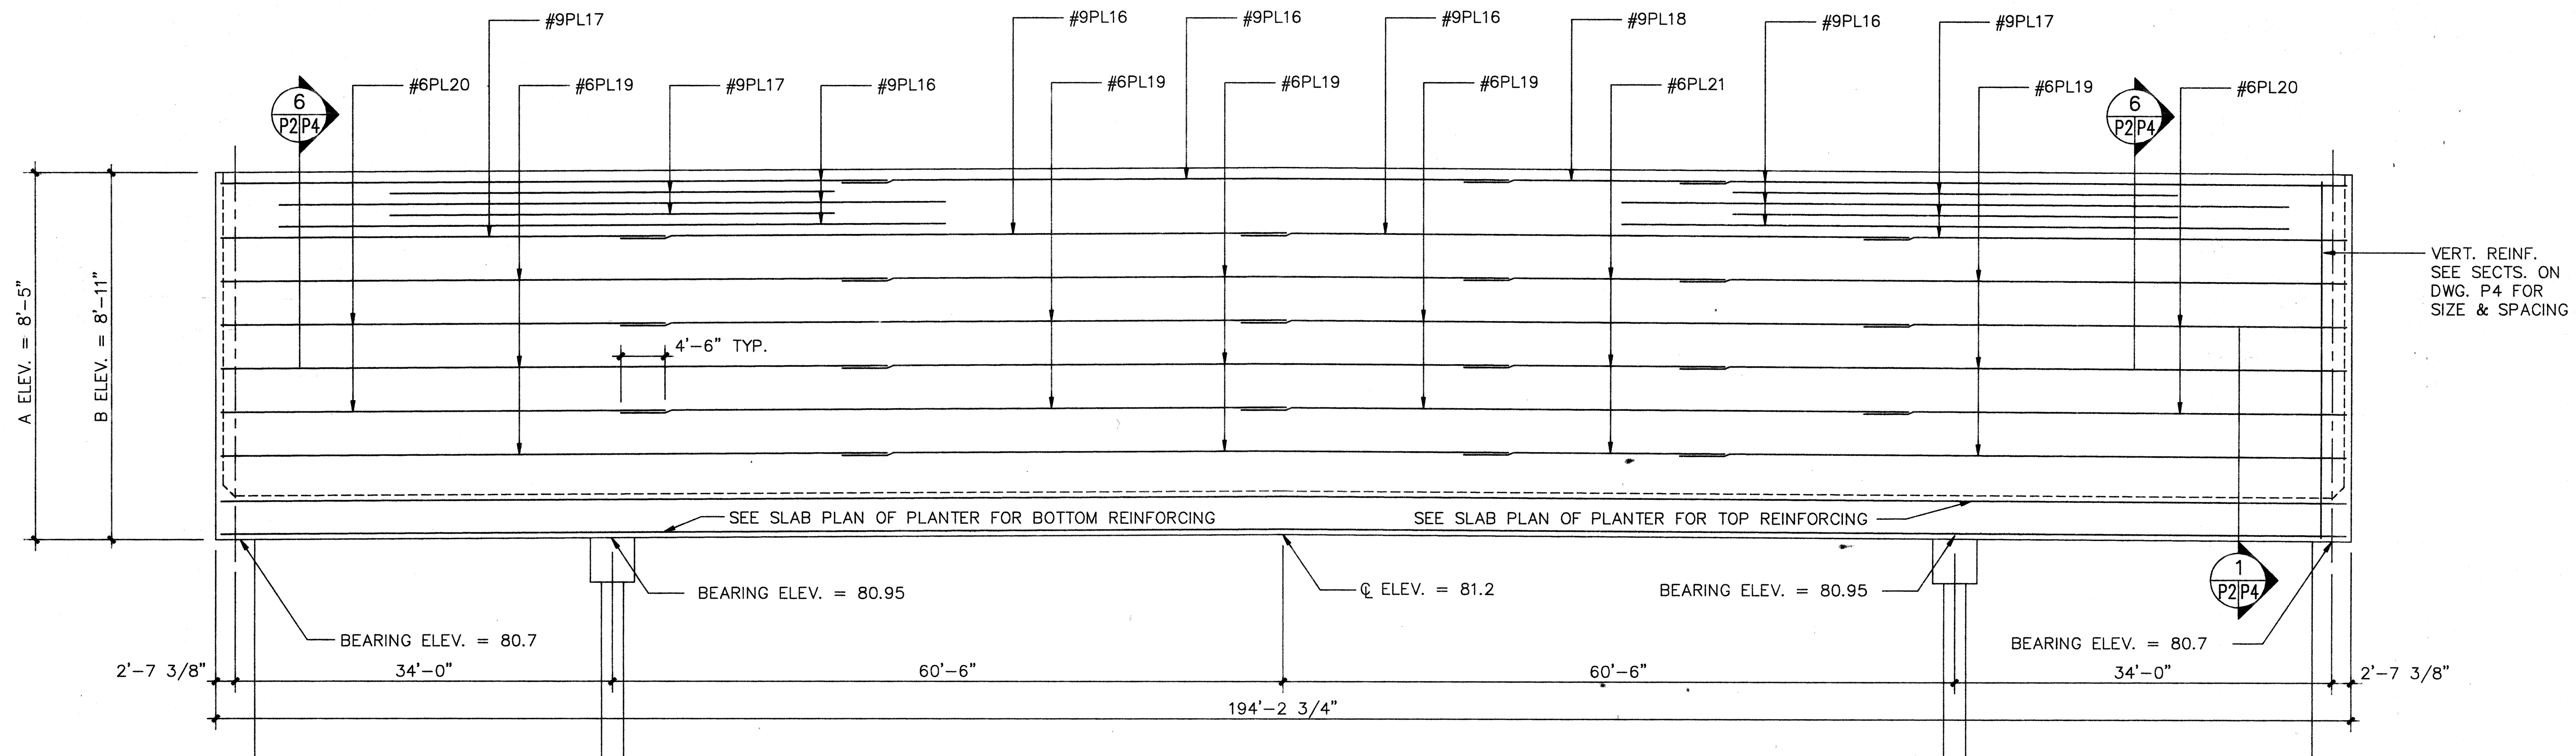 #9PL17
#9PL16
#9PL16
#9PL16
#9PL18
#9PL16
#9PL17
6
P2 P4
#6PL20
#6PL19
#9PL17
#9PL16
#6PL19
#6PL19
#6PL19
#6PL21
#6PL19
6
P2 P4
#6PL20
A ELEV. = 8'-5"
B ELEV. = 8'-11"
VERT. REINF.
SEE SECTS. ON
DWG. P4 FOR
SIZE & SPACING
4'-6" TYP.
SEE SLAB PLAN OF PLANTER FOR BOTTOM REINFORCING
SEE SLAB PLAN OF PLANTER FOR TOP REINFORCING
BEARING ELEV. = 80.95
℄ ELEV. = 81.2
BEARING ELEV. = 80.95
1
P2 P4
BEARING ELEV. = 80.7
BEARING ELEV. = 80.7
2'-7 3/8"
34'-0"
60'-6"
60'-6"
34'-0"
2'-7 3/8"
194'-2 3/4"